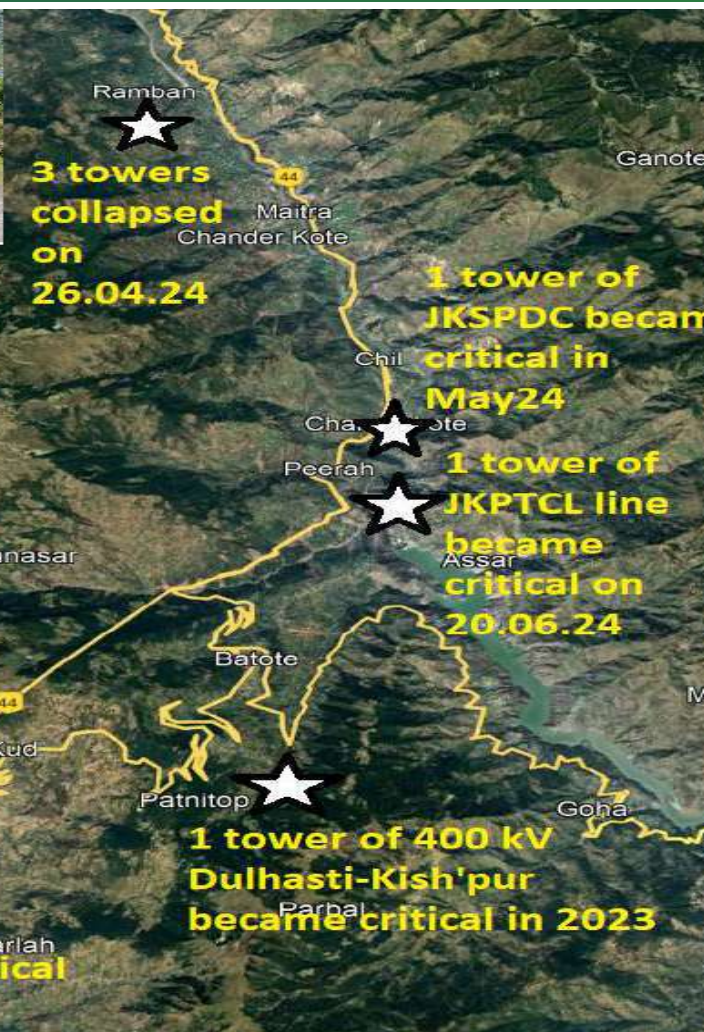 Ramban
3 towers
collapsed
on
26.04.24
44
Ganote
Maitra
Chander Kote
1 tower of
JKSPDC becam
critical in
May24
Chil
Peerah
1 tower of
JKPTCL line
became
critical on
20.06.24
Assar
nasar
Batote
44
Kud
Patnitop
Goha
M
1 tower of 400 kV
Dulhasti-Kish'pur
became critical in 2023
Parbal
arlah
ical